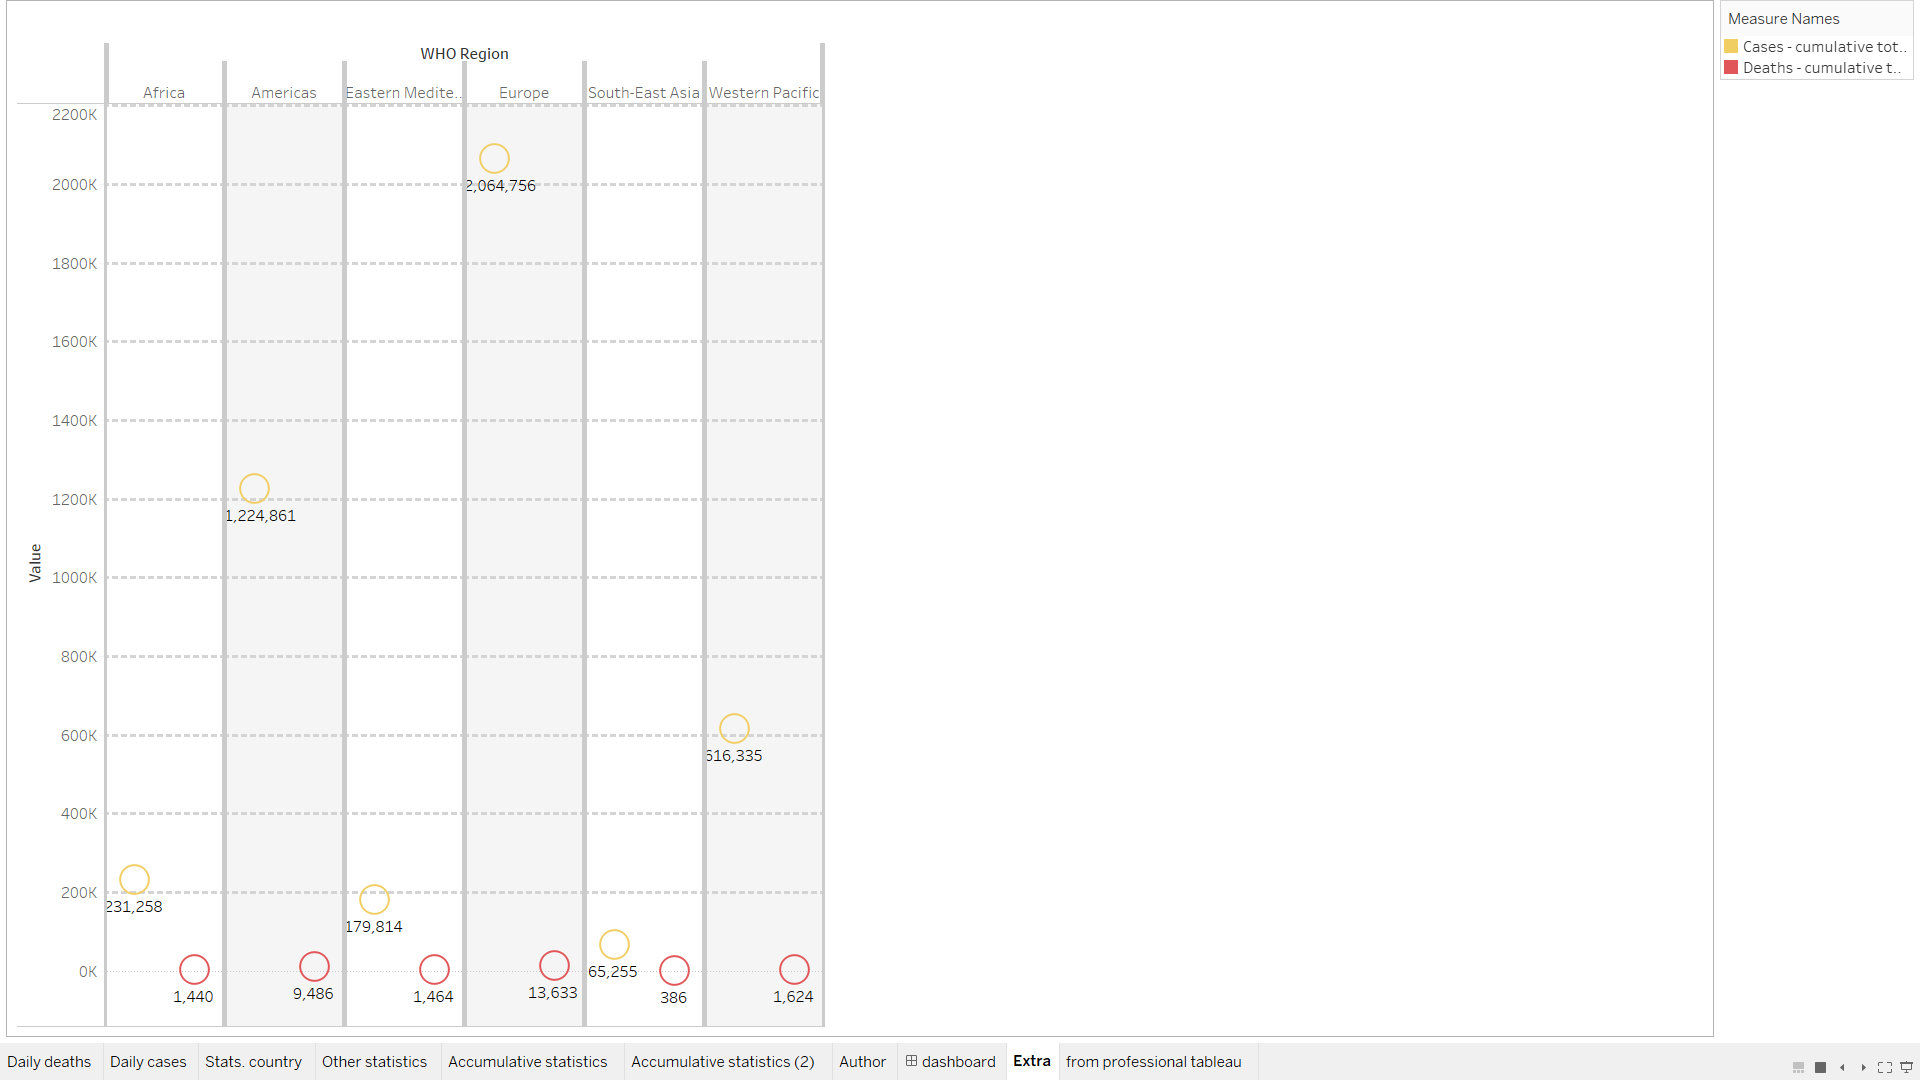 WHO Region
Africa
Americas
Eastern Medite..
Europe
South-East Asia
Western Pacific
2200K
2000K
1800K
1600K
1400K
1200K
1000K
800K
600K
400K
200K
0K
Value
2,064,756
1,224,861
616,335
231,258
179,814
65,255
1,440
9,486
1,464
13,633
386
1,624
Measure Names
Cases - cumulative tot..
Deaths - cumulative t..
Daily deaths
Daily cases
Stats. country
Other statistics
Accumulative statistics
Accumulative statistics (2)
Author
dashboard
Extra
from professional tableau